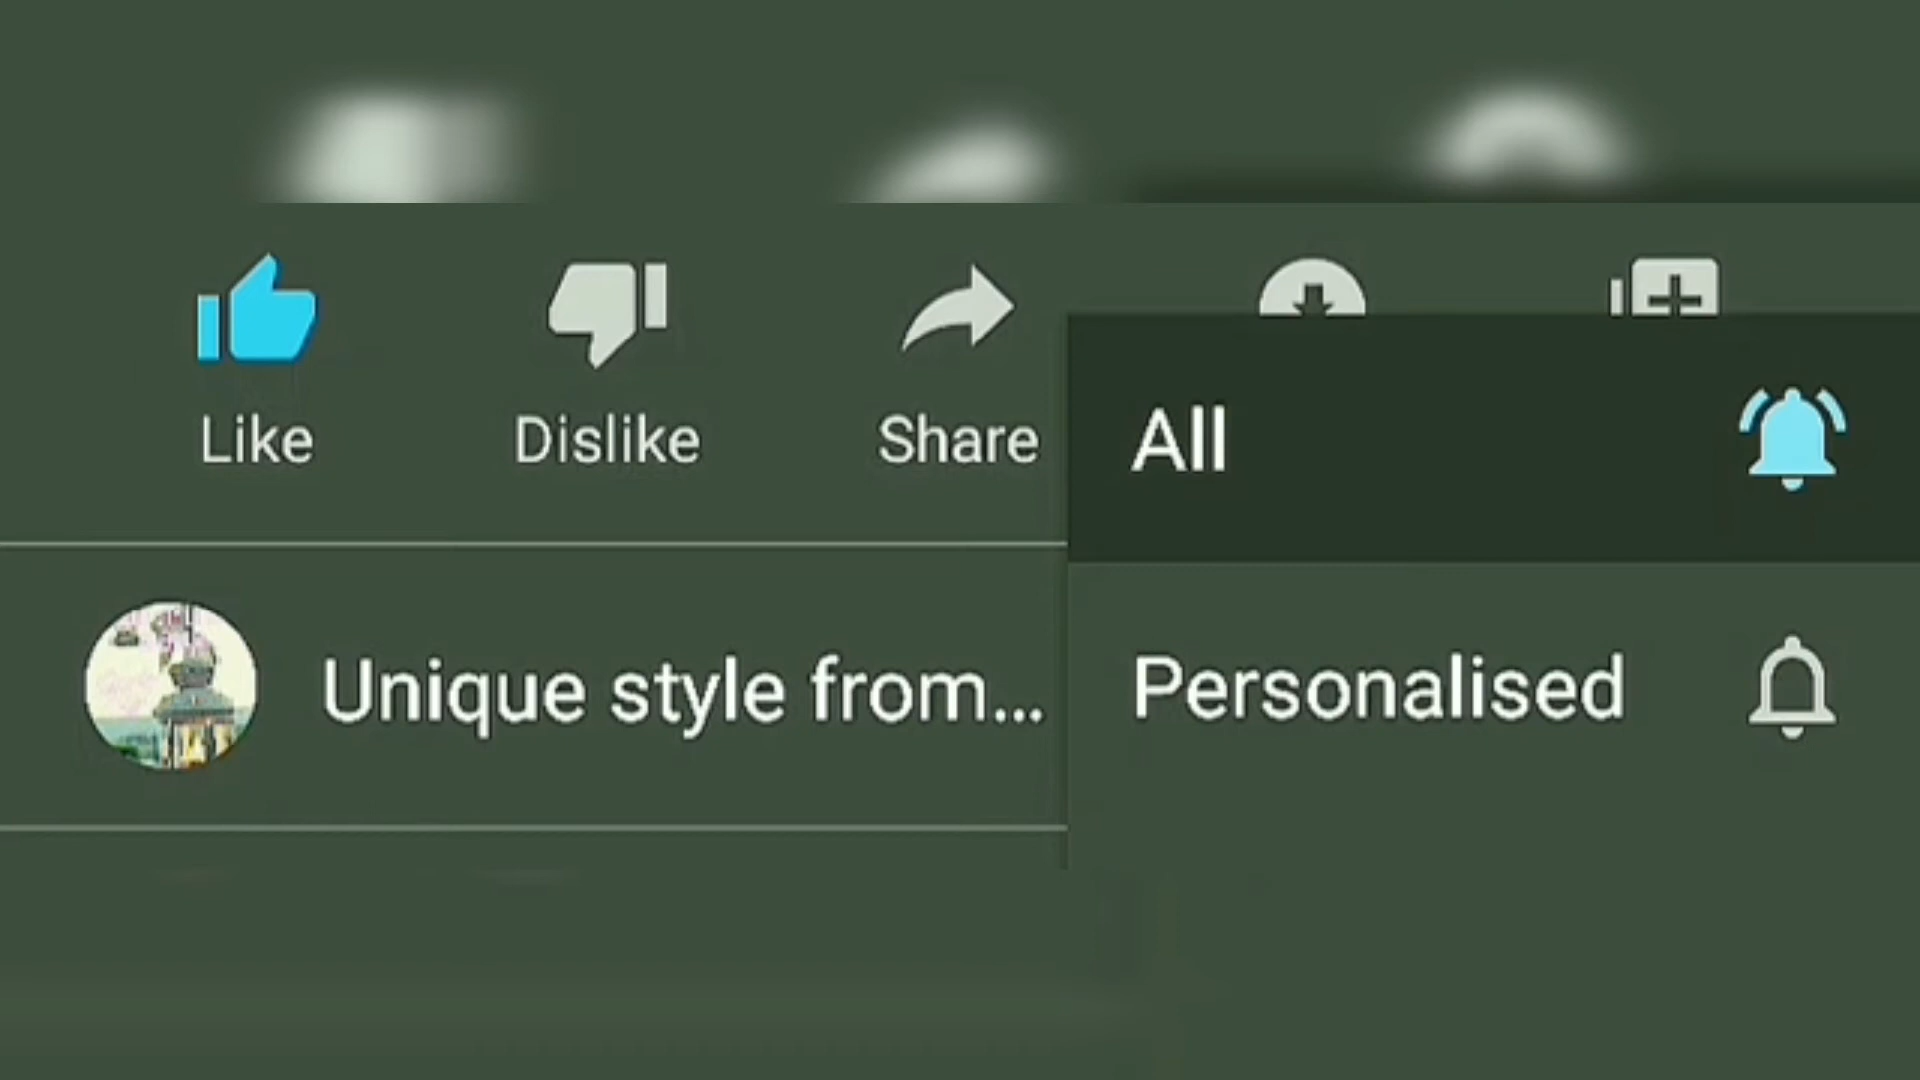 Like
Dislike
Share
All
Unique style from...
Personalised